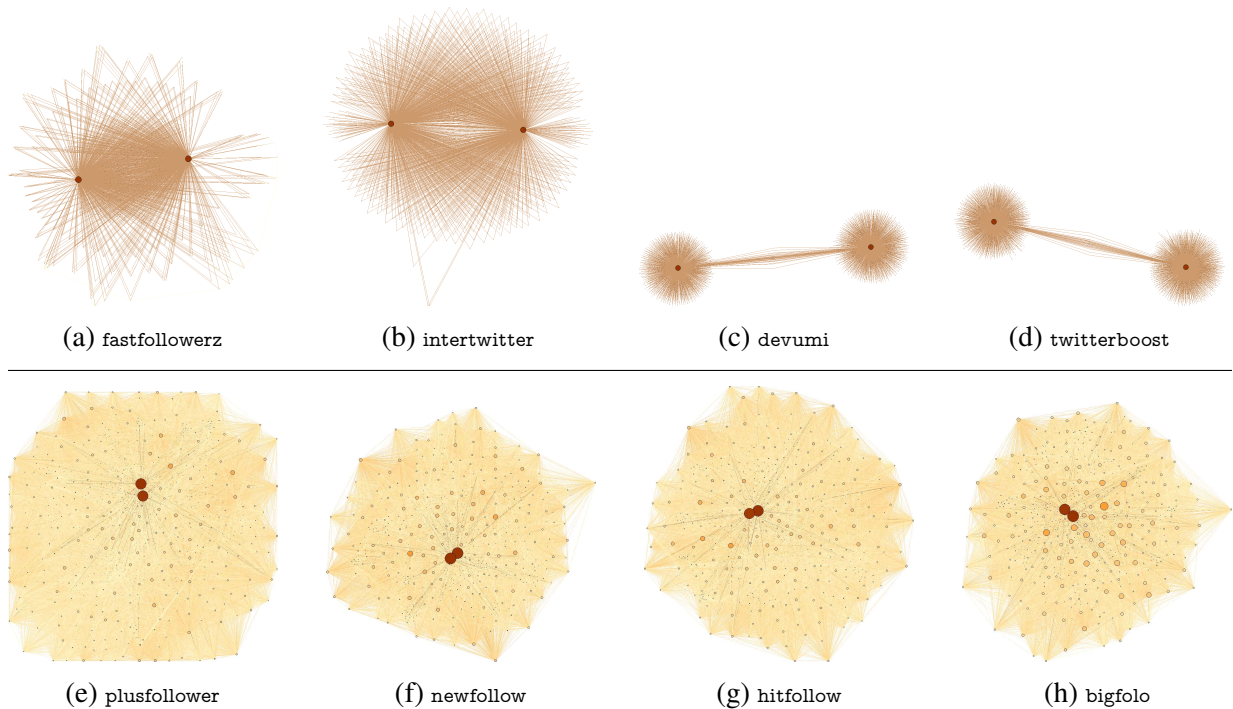 (a) fastfollowerz
(b) intertwitter
(c) devumi
(d) twitterboost
(e) plusfollower
(f) newfollow
(g) hitfollow
(h) bigfolo